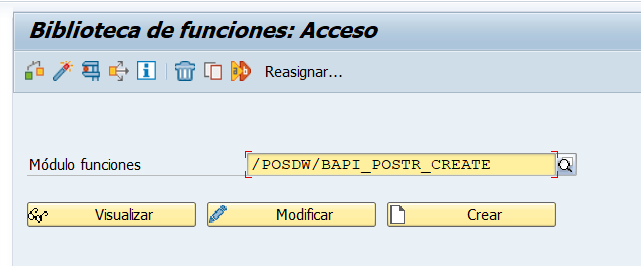 Biblioteca de funciones: Acceso
Reasignar...
Módulo funciones /POSDW/BAPI_POSTR_CREATE
Visualizar Modificar Crear